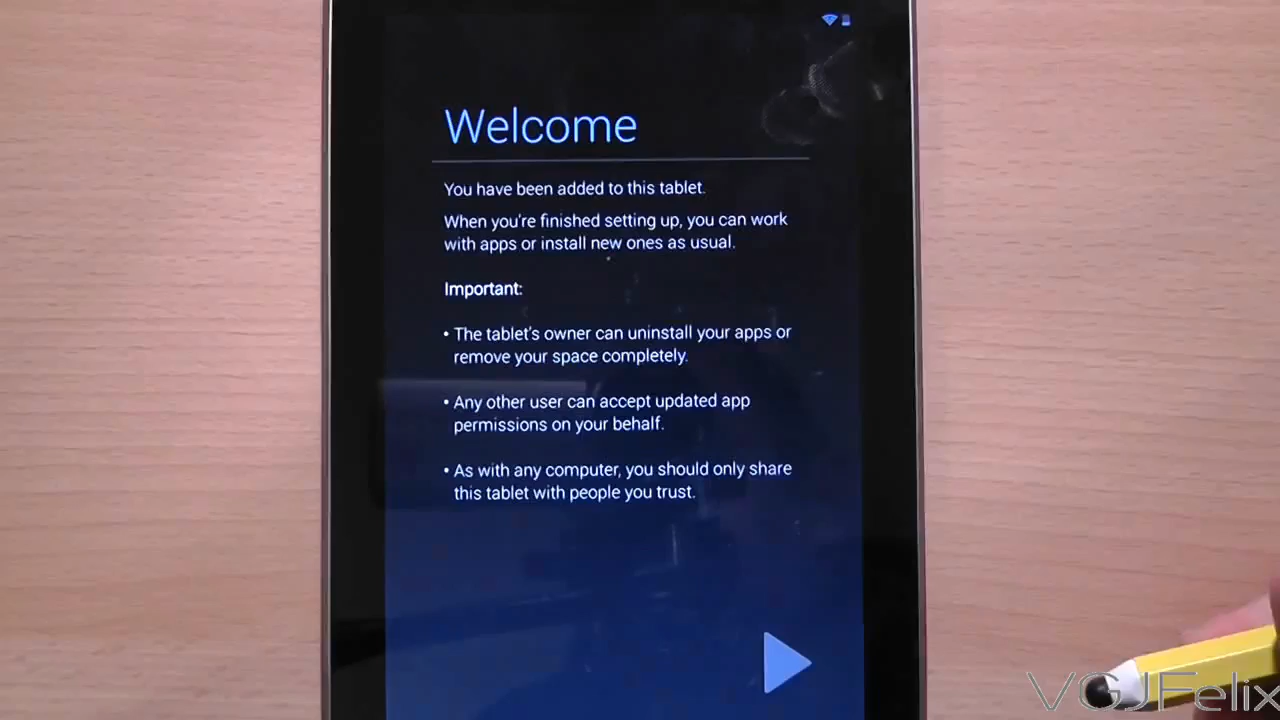 Welcome
You have been added to this tablet.
When you're finished setting up, you can work
with apps or install new ones as usual.
Important:
• The tablet's owner can uninstall your apps or
remove your space completely.
• Any other user can accept updated app
permissions on your behalf.
• As with any computer, you should only share
this tablet with people you trust.
VGJFelix